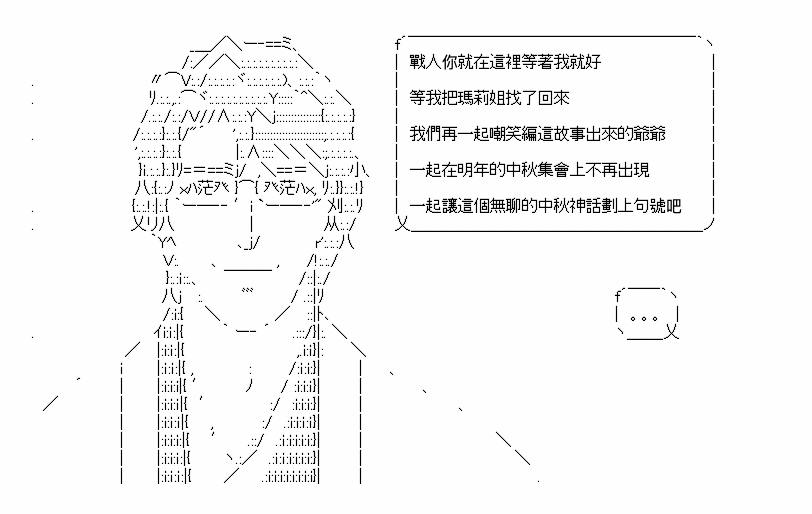 戰人你就在這裡等著我就好
等我把瑪莉姐找了回來
我們再一起嘲笑編這故事出來的爺爺
一起在明年的中秋集會上不再出現
一起讓這個無聊的中秋神話劃上句號吧
。。。